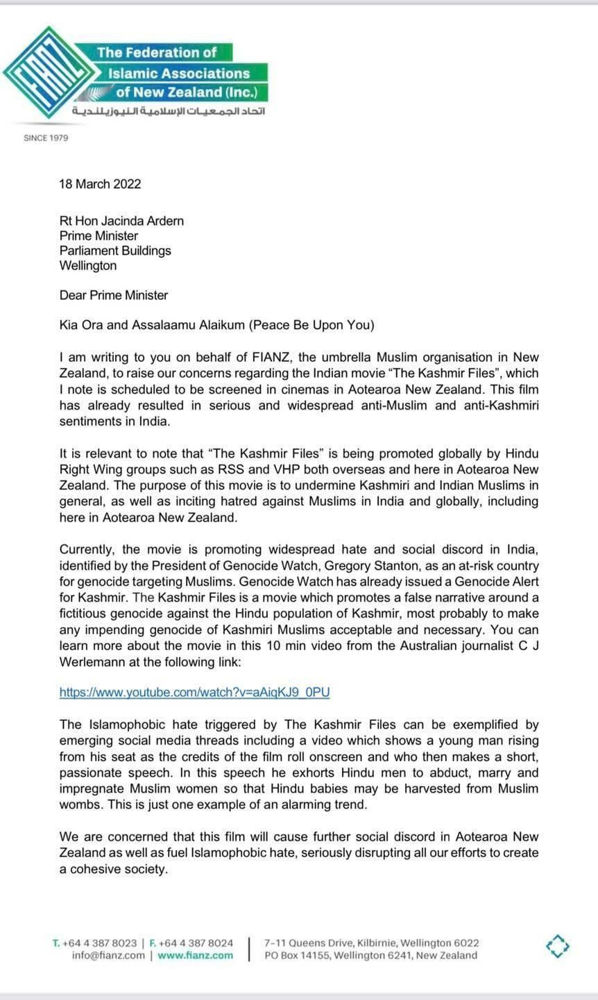 FIANZ
The Federation of
Islamic Associations
of New Zealand (Inc.)
اتحاد الجمعيات الإسلامية النيوزيلندية
SINCE 1979
18 March 2022
Rt Hon Jacinda Ardern
Prime Minister
Parliament Buildings
Wellington
Dear Prime Minister
Kia Ora and Assalaamu Alaikum (Peace Be Upon You)
I am writing to you on behalf of FIANZ, the umbrella Muslim organisation in New
Zealand, to raise our concerns regarding the Indian movie “The Kashmir Files”, which
I note is scheduled to be screened in cinemas in Aotearoa New Zealand. This film
has already resulted in serious and widespread anti-Muslim and anti-Kashmiri
sentiments in India.
It is relevant to note that “The Kashmir Files” is being promoted globally by Hindu
Right Wing groups such as RSS and VHP both overseas and here in Aotearoa New
Zealand. The purpose of this movie is to undermine Kashmiri and Indian Muslims in
general, as well as inciting hatred against Muslims in India and globally, including
here in Aotearoa New Zealand.
Currently, the movie is promoting widespread hate and social discord in India,
identified by the President of Genocide Watch, Gregory Stanton, as an at-risk country
for genocide targeting Muslims. Genocide Watch has already issued a Genocide Alert
for Kashmir. The Kashmir Files is a movie which promotes a false narrative around a
fictitious genocide against the Hindu population of Kashmir, most probably to make
any impending genocide of Kashmiri Muslims acceptable and necessary. You can
learn more about the movie in this 10 min video from the Australian journalist C J
Werlemann at the following link:
https://www.youtube.com/watch?v=aAiqKJ9_0PU
The Islamophobic hate triggered by The Kashmir Files can be exemplified by
emerging social media threads including a video which shows a young man rising
from his seat as the credits of the film roll onscreen and who then makes a short,
passionate speech. In this speech he exhorts Hindu men to abduct, marry and
impregnate Muslim women so that Hindu babies may be harvested from Muslim
wombs. This is just one example of an alarming trend.
We are concerned that this film will cause further social discord in Aotearoa New
Zealand as well as fuel Islamophobic hate, seriously disrupting all our efforts to create
a cohesive society.
T. +64 4 387 8023 | F. +64 4 387 8024
info@fianz.com | www.fianz.com
7-11 Queens Drive, Kilbirnie, Wellington 6022
PO Box 14155, Wellington 6241, New Zealand